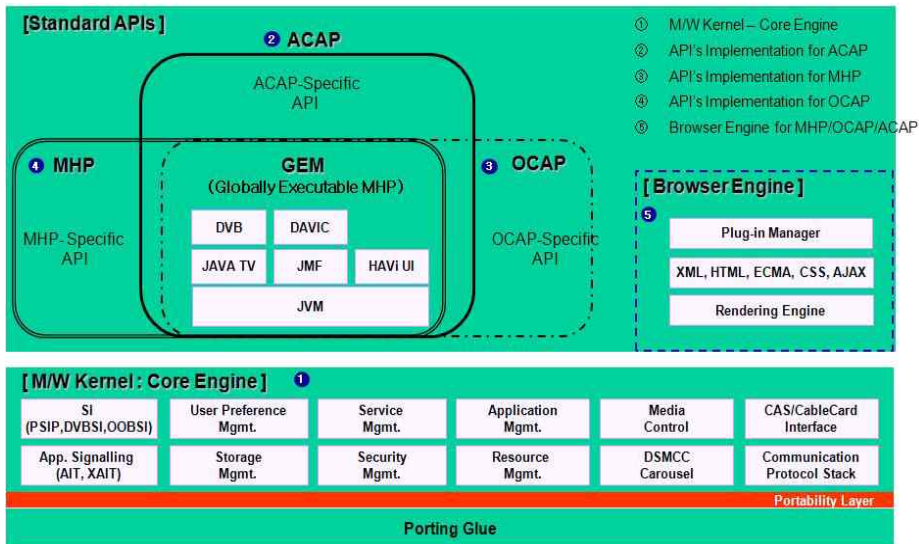 [Standard APIs]
① M/W Kernel – Core Engine
② API's Implementation for ACAP
③ API's Implementation for MHP
④ API's Implementation for OCAP
⑤ Browser Engine for MHP/OCAP/ACAP
❷ ACAP
ACAP-Specific
API
❹ MHP
MHP- Specific
API
GEM
(Globally Executable MHP)
DVB
DAVIC
JAVA TV
JMF
HAVi UI
JVM
❸ OCAP
OCAP-Specific
API
[ Browser Engine ]
❺
Plug-in Manager
XML, HTML, ECMA, CSS, AJAX
Rendering Engine
[ M/W Kernel : Core Engine ] ❶
SI
(PSIP,DVBSI,OOBSI)
User Preference
Mgmt.
Service
Mgmt.
Application
Mgmt.
Media
Control
CAS/CableCard
Interface
App. Signalling
(AIT, XAIT)
Storage
Mgmt.
Security
Mgmt.
Resource
Mgmt.
DSMCC
Carousel
Communication
Protocol Stack
Portability Layer
Porting Glue